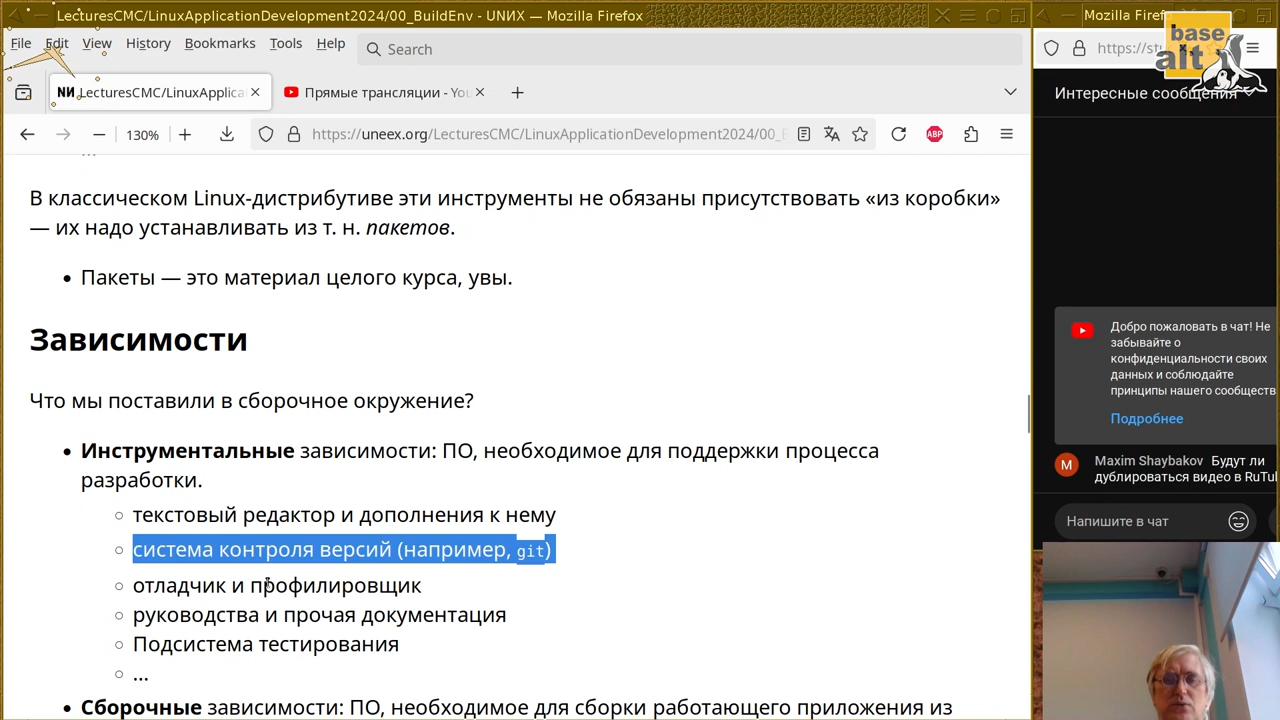 LecturesCMC/LinuxApplicationDevelopment2024/00_BuildEnv - UNИX — Mozilla Firefox
Mozilla Firef
File Edit View History Bookmarks Tools Help
Search
https://st
base
alt
NИ LecturesCMC/LinuxApplica
Прямые трансляции - You
Интересные сообщения
130%
https://uneex.org/LecturesCMC/LinuxApplicationDevelopment2024/00_B
ABP
...
В классическом Linux-дистрибутиве эти инструменты не обязаны присутствовать «из коробки»
— их надо устанавливать из т. н. пакетов.
• Пакеты — это материал целого курса, увы.
Зависимости
Что мы поставили в сборочное окружение?
• Инструментальные зависимости: ПО, необходимое для поддержки процесса
разработки.
○ текстовый редактор и дополнения к нему
○ система контроля версий (например, git)
○ отладчик и профилировщик
○ руководства и прочая документация
○ Подсистема тестирования
○ ...
• Сборочные зависимости: ПО, необходимое для сборки работающего приложения из
Добро пожаловать в чат! Не
забывайте о
конфиденциальности своих
данных и соблюдайте
принципы нашего сообществ
Подробнее
M
Maxim Shaybakov Будут ли
дублироваться видео в RuTu
Напишите в чат